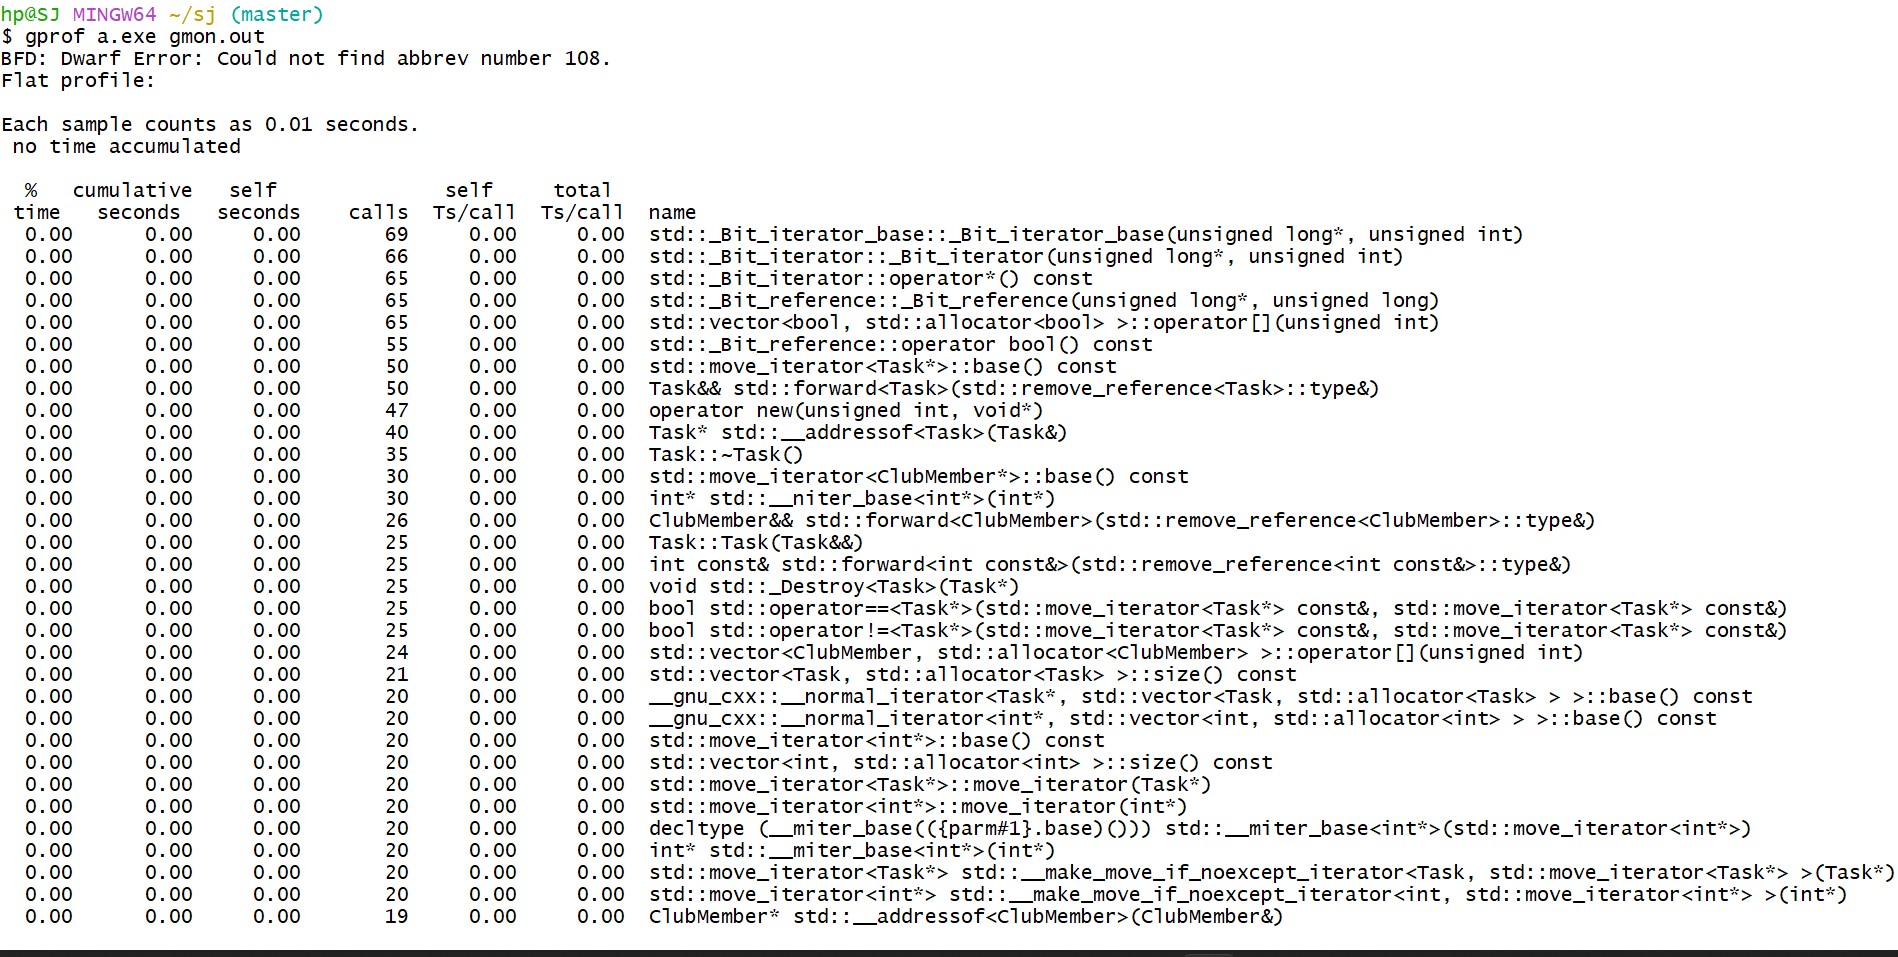 hp@SJ MINGW64 ~/sj (master)
$ gprof a.exe gmon.out
BFD: Dwarf Error: Could not find abbrev number 108.
Flat profile:
Each sample counts as 0.01 seconds.
no time accumulated
% cumulative self self total
time seconds seconds calls Ts/call Ts/call name
0.00 0.00 0.00 69 0.00 0.00 std::_Bit_iterator_base::_Bit_iterator_base(unsigned long*, unsigned int)
0.00 0.00 0.00 66 0.00 0.00 std::_Bit_iterator::_Bit_iterator(unsigned long*, unsigned int)
0.00 0.00 0.00 65 0.00 0.00 std::_Bit_iterator::operator*() const
0.00 0.00 0.00 65 0.00 0.00 std::_Bit_reference::_Bit_reference(unsigned long*, unsigned long)
0.00 0.00 0.00 65 0.00 0.00 std::vector<bool, std::allocator<bool> >::operator[](unsigned int)
0.00 0.00 0.00 55 0.00 0.00 std::_Bit_reference::operator bool() const
0.00 0.00 0.00 50 0.00 0.00 std::move_iterator<Task*>::base() const
0.00 0.00 0.00 50 0.00 0.00 Task&& std::forward<Task>(std::remove_reference<Task>::type&)
0.00 0.00 0.00 47 0.00 0.00 operator new(unsigned int, void*)
0.00 0.00 0.00 40 0.00 0.00 Task* std::__addressof<Task>(Task&)
0.00 0.00 0.00 35 0.00 0.00 Task::~Task()
0.00 0.00 0.00 30 0.00 0.00 std::move_iterator<ClubMember*>::base() const
0.00 0.00 0.00 30 0.00 0.00 int* std::__niter_base<int*>(int*)
0.00 0.00 0.00 26 0.00 0.00 ClubMember&& std::forward<ClubMember>(std::remove_reference<ClubMember>::type&)
0.00 0.00 0.00 25 0.00 0.00 Task::Task(Task&&)
0.00 0.00 0.00 25 0.00 0.00 int const& std::forward<int const&>(std::remove_reference<int const&>::type&)
0.00 0.00 0.00 25 0.00 0.00 void std::_Destroy<Task>(Task*)
0.00 0.00 0.00 25 0.00 0.00 bool std::operator==<Task*>(std::move_iterator<Task*> const&, std::move_iterator<Task*> const&)
0.00 0.00 0.00 25 0.00 0.00 bool std::operator!=<Task*>(std::move_iterator<Task*> const&, std::move_iterator<Task*> const&)
0.00 0.00 0.00 24 0.00 0.00 std::vector<ClubMember, std::allocator<ClubMember> >::operator[](unsigned int)
0.00 0.00 0.00 21 0.00 0.00 std::vector<Task, std::allocator<Task> >::size() const
0.00 0.00 0.00 20 0.00 0.00 __gnu_cxx::__normal_iterator<Task*, std::vector<Task, std::allocator<Task> > >::base() const
0.00 0.00 0.00 20 0.00 0.00 __gnu_cxx::__normal_iterator<int*, std::vector<int, std::allocator<int> > >::base() const
0.00 0.00 0.00 20 0.00 0.00 std::move_iterator<int*>::base() const
0.00 0.00 0.00 20 0.00 0.00 std::vector<int, std::allocator<int> >::size() const
0.00 0.00 0.00 20 0.00 0.00 std::move_iterator<Task*>::move_iterator(Task*)
0.00 0.00 0.00 20 0.00 0.00 std::move_iterator<int*>::move_iterator(int*)
0.00 0.00 0.00 20 0.00 0.00 decltype (__miter_base(({parm#1}.base)())) std::__miter_base<int*>(std::move_iterator<int*>)
0.00 0.00 0.00 20 0.00 0.00 int* std::__miter_base<int*>(int*)
0.00 0.00 0.00 20 0.00 0.00 std::move_iterator<Task*> std::__make_move_if_noexcept_iterator<Task, std::move_iterator<Task*> >(Task*)
0.00 0.00 0.00 20 0.00 0.00 std::move_iterator<int*> std::__make_move_if_noexcept_iterator<int, std::move_iterator<int*> >(int*)
0.00 0.00 0.00 19 0.00 0.00 ClubMember* std::__addressof<ClubMember>(ClubMember&)